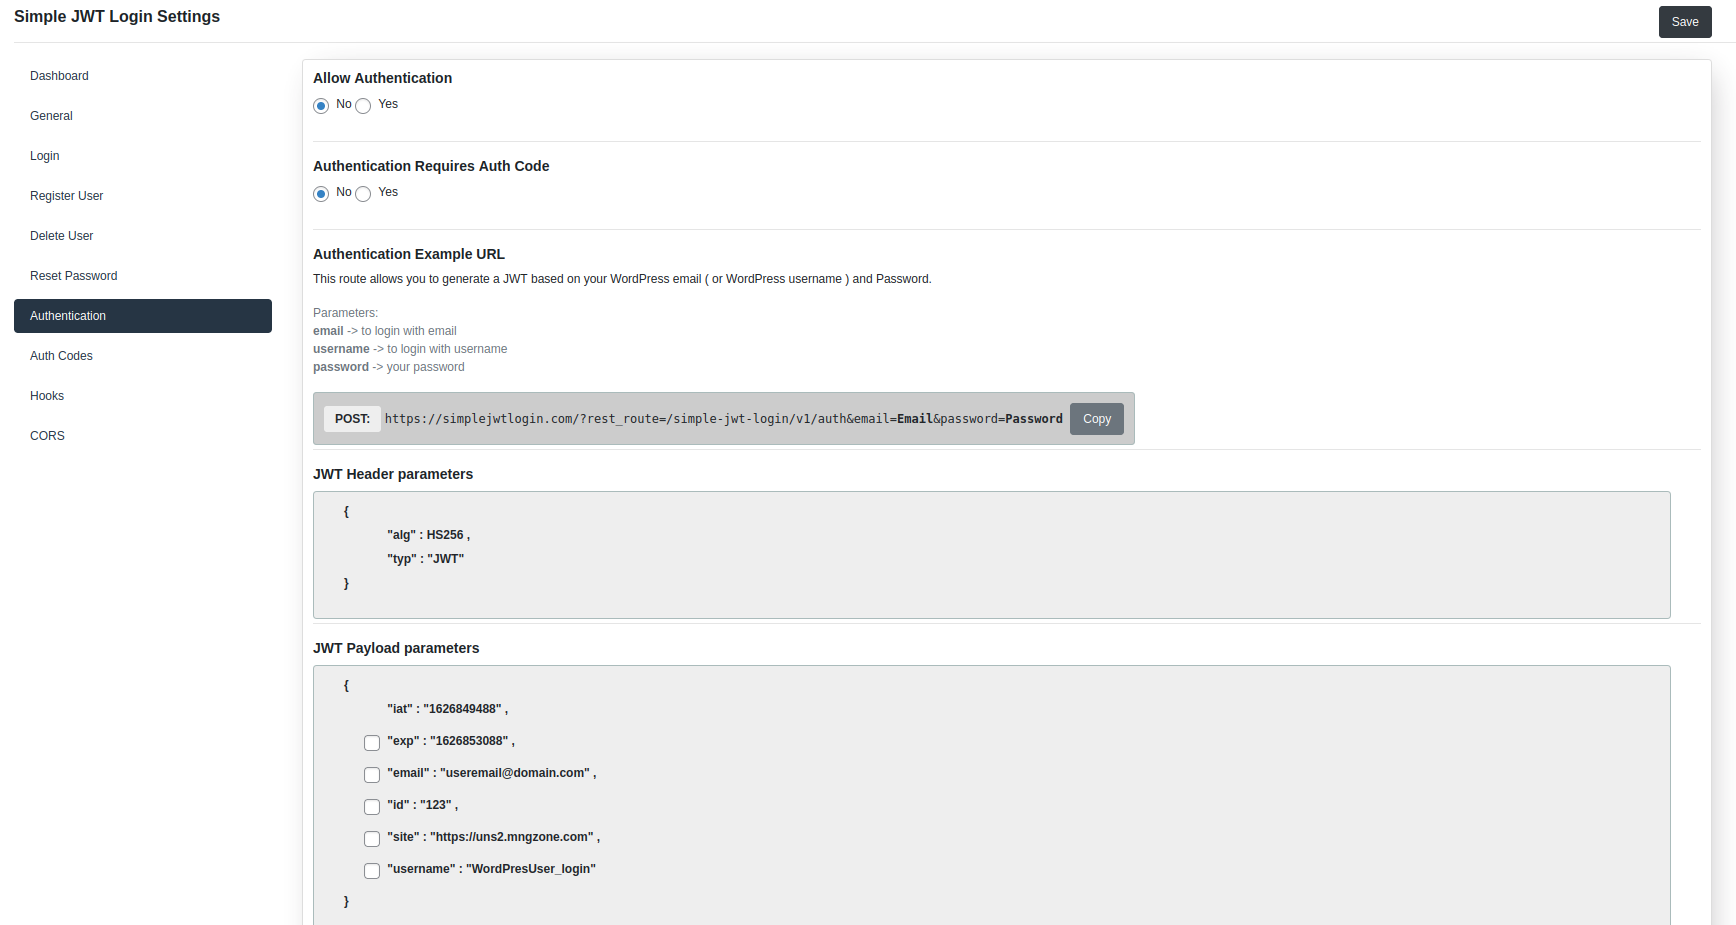 Simple JWT Login Settings
Save
Dashboard
General
Login
Register User
Delete User
Reset Password
Authentication
Auth Codes
Hooks
CORS
Allow Authentication
No Yes
Authentication Requires Auth Code
No Yes
Authentication Example URL
This route allows you to generate a JWT based on your WordPress email ( or WordPress username ) and Password.
Parameters:
email -> to login with email
username -> to login with username
password -> your password
POST: https://simplejwtlogin.com/?rest_route=/simple-jwt-login/v1/auth&email=Email&password=Password Copy
JWT Header parameters
{
"alg" : HS256 ,
"typ" : "JWT"
}
JWT Payload parameters
{
"iat" : "1626849488" ,
"exp" : "1626853088" ,
"email" : "useremail@domain.com" ,
"id" : "123" ,
"site" : "https://uns2.mngzone.com" ,
"username" : "WordPresUser_login"
}